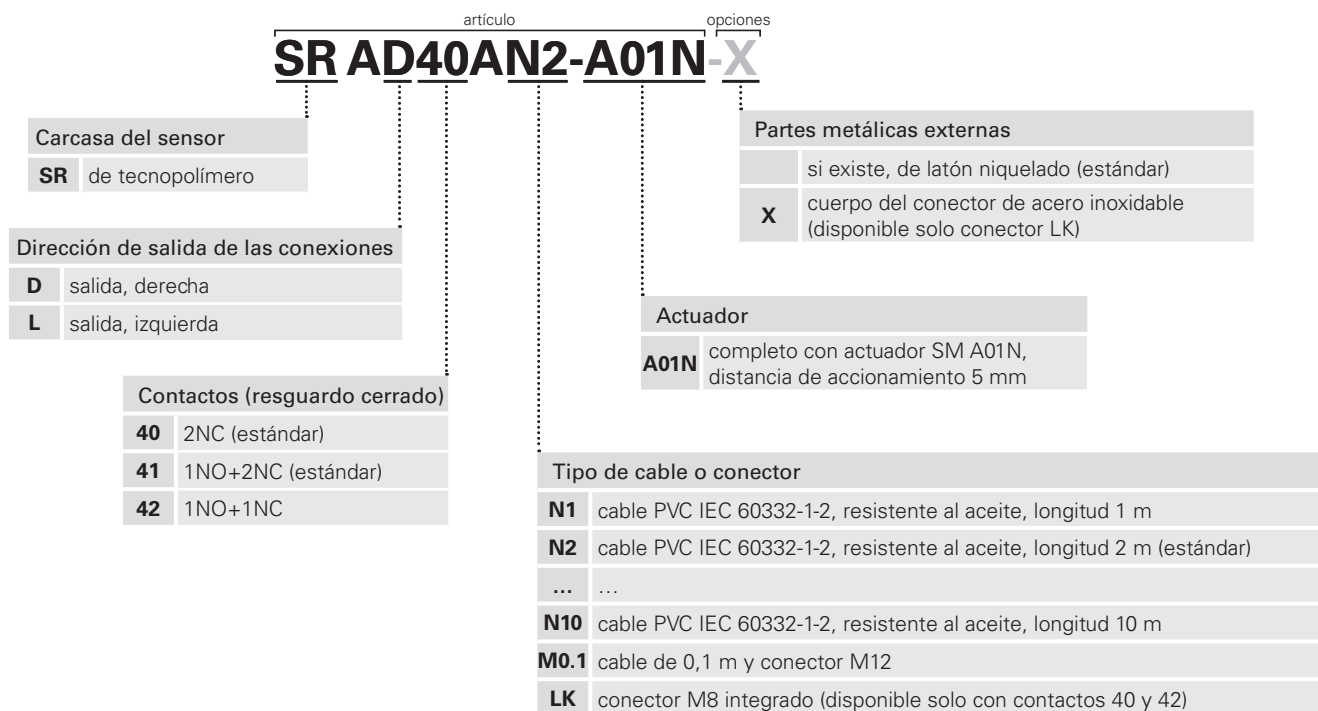 artículo
opciones
SR AD40AN2-A01N-X
Carcasa del sensor
SR de tecnopolímero
Dirección de salida de las conexiones
D salida, derecha
L salida, izquierda
Contactos (resguardo cerrado)
40 2NC (estándar)
41 1NO+2NC (estándar)
42 1NO+1NC
Partes metálicas externas
si existe, de latón niquelado (estándar)
X cuerpo del conector de acero inoxidable
(disponible solo conector LK)
Actuador
A01N completo con actuador SM A01N,
distancia de accionamiento 5 mm
Tipo de cable o conector
N1 cable PVC IEC 60332-1-2, resistente al aceite, longitud 1 m
N2 cable PVC IEC 60332-1-2, resistente al aceite, longitud 2 m (estándar)
... ...
N10 cable PVC IEC 60332-1-2, resistente al aceite, longitud 10 m
M0.1 cable de 0,1 m y conector M12
LK conector M8 integrado (disponible solo con contactos 40 y 42)